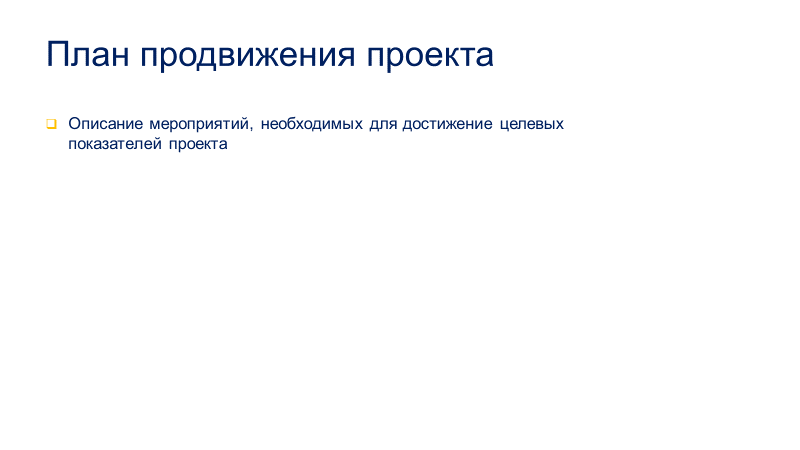 План продвижения проекта
Описание мероприятий, необходимых для достижение целевых
показателей проекта